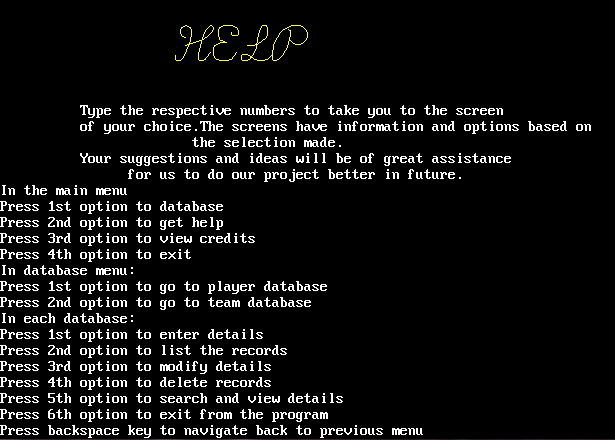 HELP
Type the respective numbers to take you to the screen
of your choice.The screens have information and options based on
the selection made.
Your suggestions and ideas will be of great assistance
for us to do our project better in future.
In the main menu
Press 1st option to database
Press 2nd option to get help
Press 3rd option to view credits
Press 4th option to exit
In database menu:
Press 1st option to go to player database
Press 2nd option to go to team database
In each database:
Press 1st option to enter details
Press 2nd option to list the records
Press 3rd option to modify details
Press 4th option to delete records
Press 5th option to search and view details
Press 6th option to exit from the program
Press backspace key to navigate back to previous menu